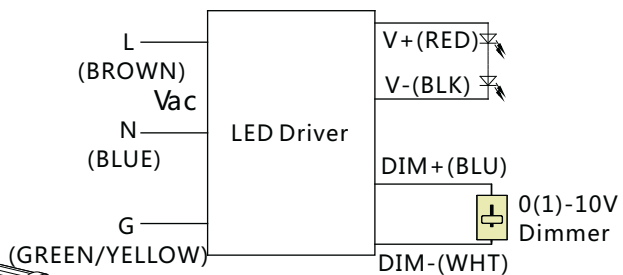 L
(BROWN)
Vac
N
(BLUE)
G
(GREEN/YELLOW)
LED Driver
V+(RED)
V-(BLK)
DIM+(BLU)
0(1)-10V
Dimmer
DIM-(WHT)